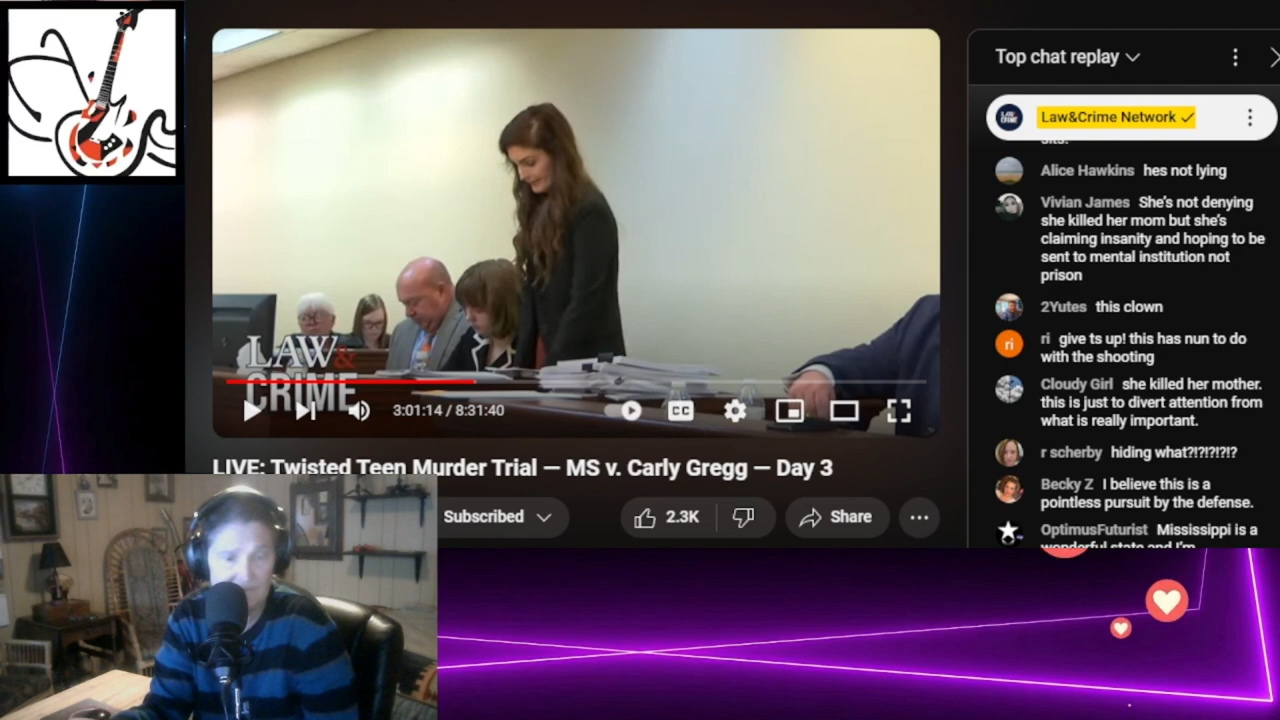 Top chat replay
Law&Crime Network
Alice Hawkins hes not lying
Vivian James She's not denying
she killed her mom but she's
claiming insanity and hoping to be
sent to mental institution not
prison
2Yutes this clown
ri ri give ts up! this has nun to do
with the shooting
Cloudy Girl she killed her mother.
this is just to divert attention from
what is really important.
r scherby hiding what?!?!?!?!?
Becky Z I believe this is a
pointless pursuit by the defense.
OptimusFuturist Mississippi is a
wonderful state and I'm
LAW&
CRIME
3:01:14 / 8:31:40
CC
LIVE: Twisted Teen Murder Trial — MS v. Carly Gregg — Day 3
Subscribed
2.3K
Share